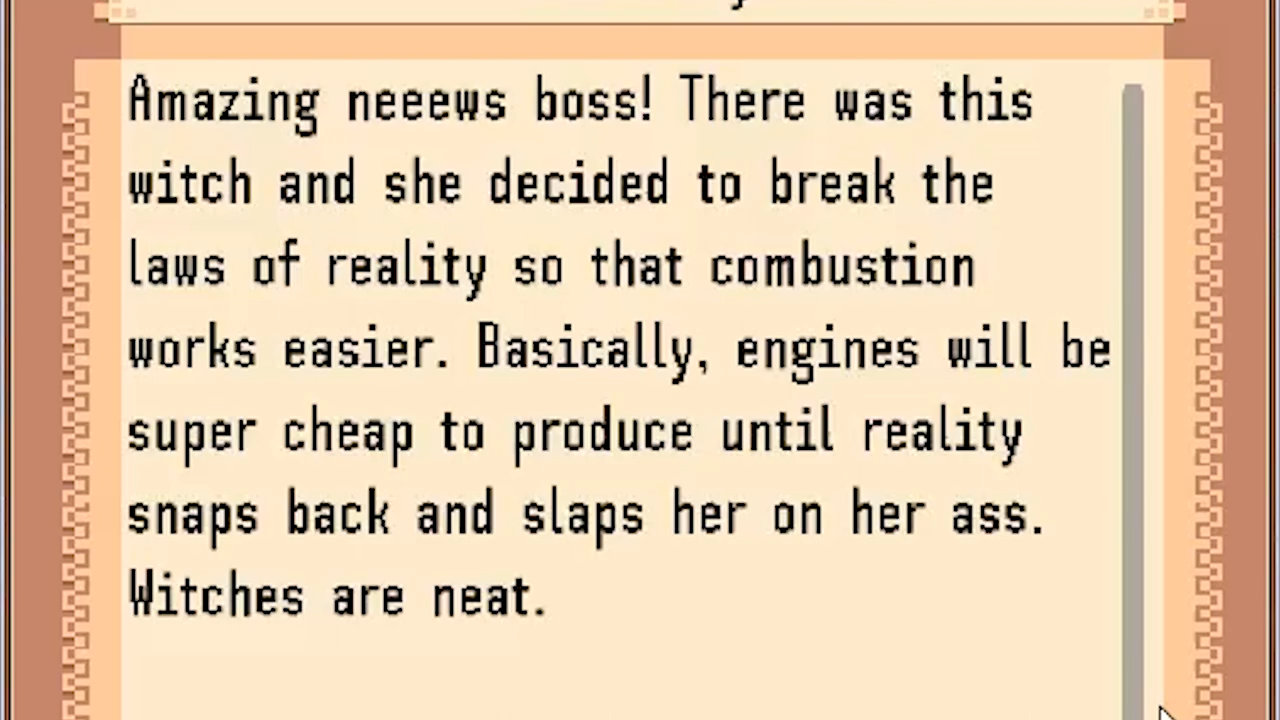 Amazing neeews boss! There was this
witch and she decided to break the
laws of reality so that combustion
works easier. Basically, engines will be
super cheap to produce until reality
snaps back and slaps her on her ass.
Witches are neat.